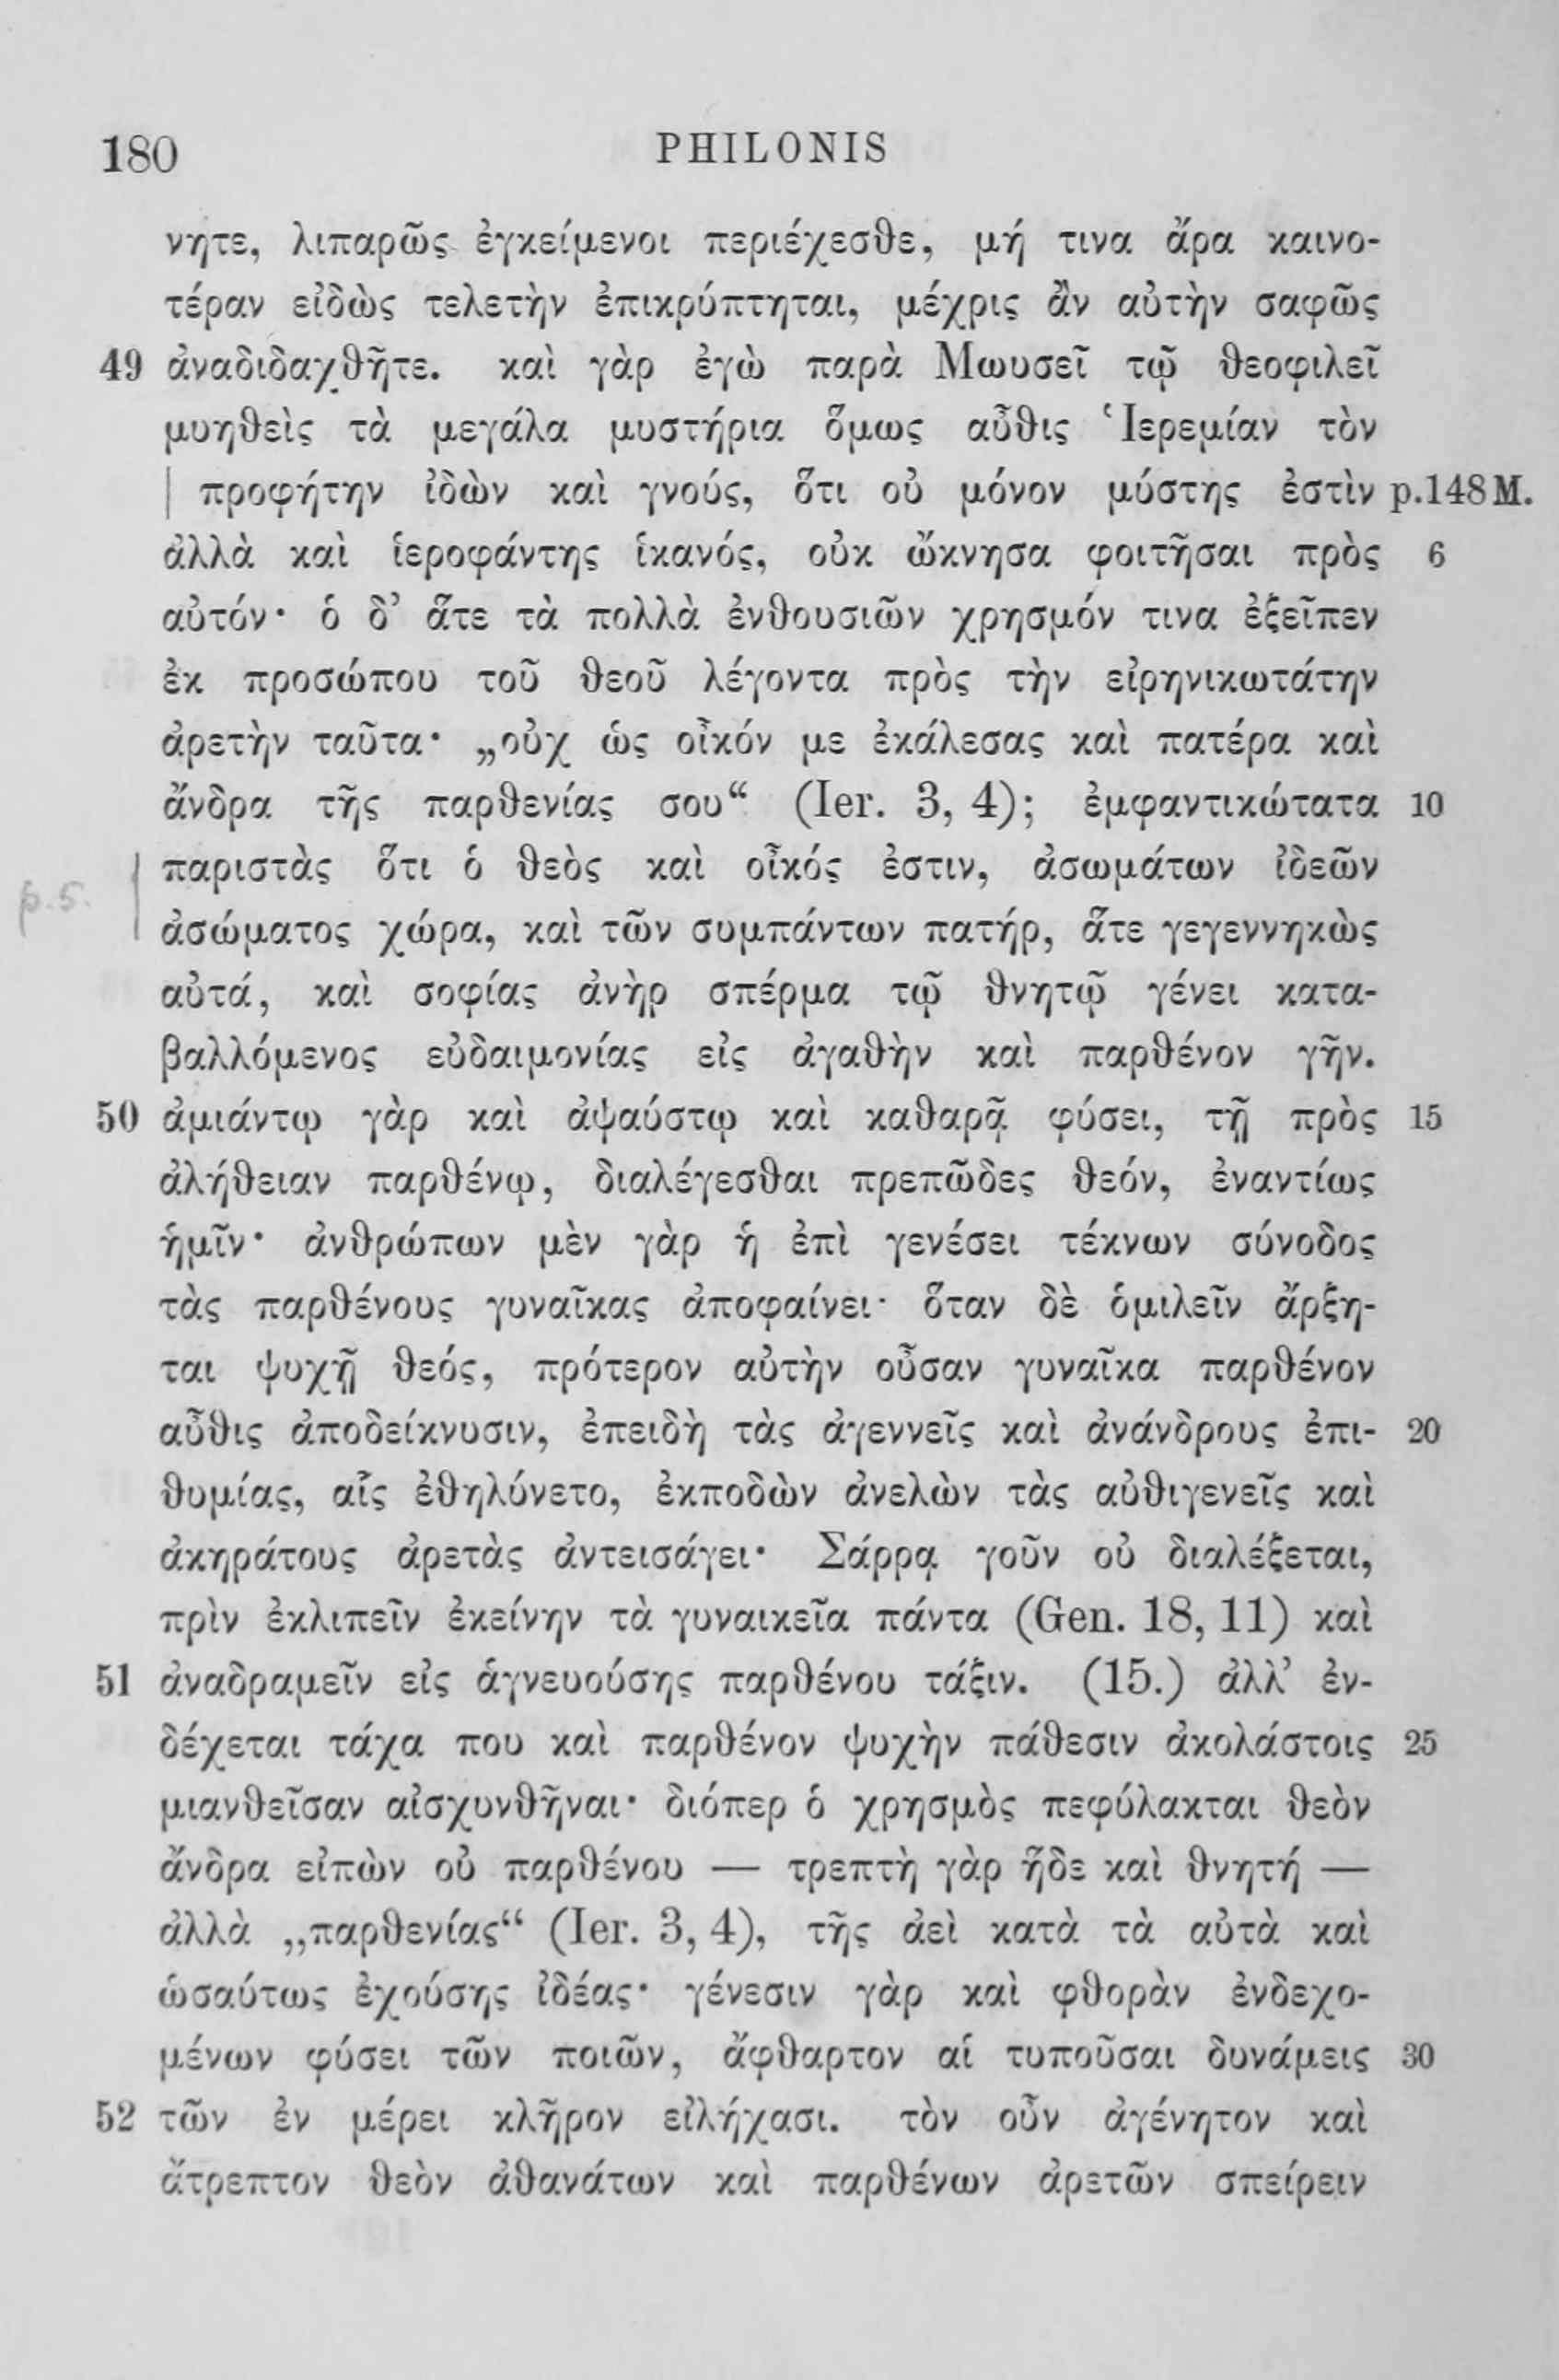 180 PHILONIS
νητε, λιπαρῶς ἐγκείμενοι περιέχεσθε, μή τινα ἄρα καινο-
τέραν εἰδὼς τελετὴν ἐπικρύπτηται, μέχρις ἂν αὐτὴν σαφῶς
49 ἀναδιδαχθῆτε. καὶ γὰρ ἐγὼ παρὰ Μωυσεῖ τῷ θεοφιλεῖ
μυηθεὶς τὰ μεγάλα μυστήρια ὅμως αὖθις Ἱερεμίαν τὸν
| προφήτην ἰδὼν καὶ γνούς, ὅτι οὐ μόνον μύστης ἐστὶν p.148 M.
ἀλλὰ καὶ ἱεροφάντης ἱκανός, οὐκ ὤκνησα φοιτῆσαι πρὸς 6
αὐτόν· ὁ δ’ ἅτε τὰ πολλὰ ἐνθουσιῶν χρησμόν τινα ἐξεῖπεν
ἐκ προσώπου τοῦ θεοῦ λέγοντα πρὸς τὴν εἰρηνικωτάτην
ἀρετὴν ταῦτα· „οὐχ ὡς οἶκόν με ἐκάλεσας καὶ πατέρα καὶ
ἄνδρα τῆς παρθενίας σου“ (Ier. 3, 4); ἐμφαντικώτατα 10
παριστὰς ὅτι ὁ θεὸς καὶ οἶκός ἐστιν, ἀσωμάτων ἰδεῶν
p.5. ἀσώματος χώρα, καὶ τῶν συμπάντων πατήρ, ἅτε γεγεννηκὼς
αὐτά, καὶ σοφίας ἀνὴρ σπέρμα τῷ θνητῷ γένει κατα-
βαλλόμενος εὐδαιμονίας εἰς ἀγαθὴν καὶ παρθένον γῆν.
50 ἀμιάντῳ γὰρ καὶ ἀψαύστῳ καὶ καθαρᾷ φύσει, τῇ πρὸς 15
ἀλήθειαν παρθένῳ, διαλέγεσθαι πρεπῶδες θεόν, ἐναντίως
ἡμῖν· ἀνθρώπων μὲν γὰρ ἡ ἐπὶ γενέσει τέκνων σύνοδος
τὰς παρθένους γυναῖκας ἀποφαίνει· ὅταν δὲ ὁμιλεῖν ἄρξη-
ται ψυχῇ θεός, πρότερον αὐτὴν οὖσαν γυναῖκα παρθένον
αὖθις ἀποδείκνυσιν, ἐπειδὴ τὰς ἀγεννεῖς καὶ ἀνάνδρους ἐπι- 20
θυμίας, αἷς ἐθηλύνετο, ἐκποδὼν ἀνελὼν τὰς αὐθιγενεῖς καὶ
ἀκηράτους ἀρετὰς ἀντεισάγει· Σάρρᾳ γοῦν οὐ διαλέξεται,
πρὶν ἐκλιπεῖν ἐκείνην τὰ γυναικεῖα πάντα (Gen. 18, 11) καὶ
51 ἀναδραμεῖν εἰς ἁγνευούσης παρθένου τάξιν. (15.) ἀλλ’ ἐν-
δέχεται τάχα που καὶ παρθένον ψυχὴν πάθεσιν ἀκολάστοις 25
μιανθεῖσαν αἰσχυνθῆναι· διόπερ ὁ χρησμὸς πεφύλακται θεὸν
ἄνδρα εἰπὼν οὐ παρθένου — τρεπτὴ γὰρ ἥδε καὶ θνητή —
ἀλλὰ „παρθενίας“ (Ier. 3, 4), τῆς ἀεὶ κατὰ τὰ αὐτὰ καὶ
ὡσαύτως ἐχούσης ἰδέας· γένεσιν γὰρ καὶ φθορὰν ἐνδεχο-
μένων φύσει τῶν ποιῶν, ἄφθαρτον αἱ τυποῦσαι δυνάμεις 30
52 τῶν ἐν μέρει κλῆρον εἰλήχασι. τὸν οὖν ἀγένητον καὶ
ἄτρεπτον θεὸν ἀθανάτων καὶ παρθένων ἀρετῶν σπείρειν